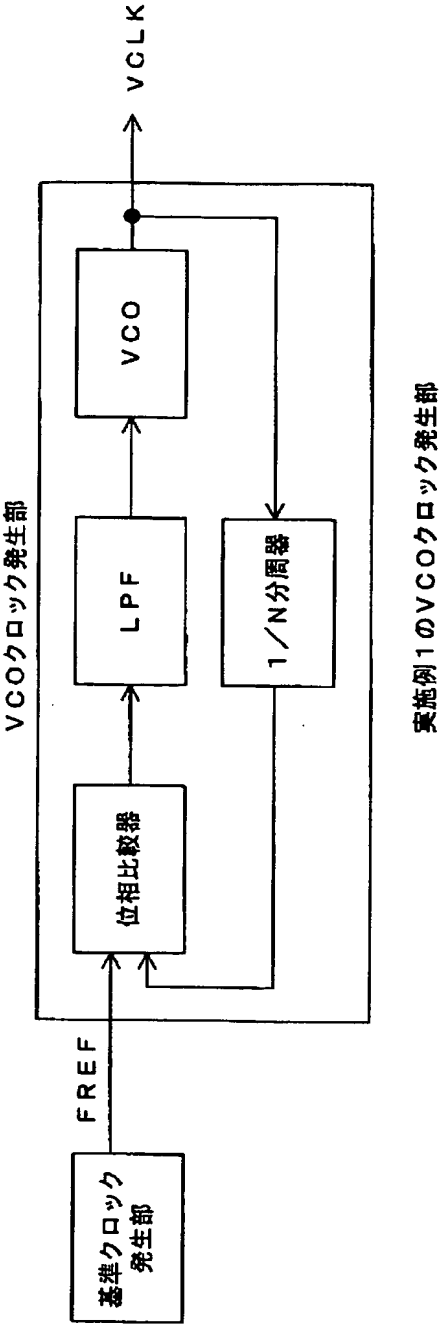 VCOクロック発生部
基準クロック
発生部
FREF
位相比較器
LPF
VCO
VCLK
1/N分周器
実施例1のVCOクロック発生部